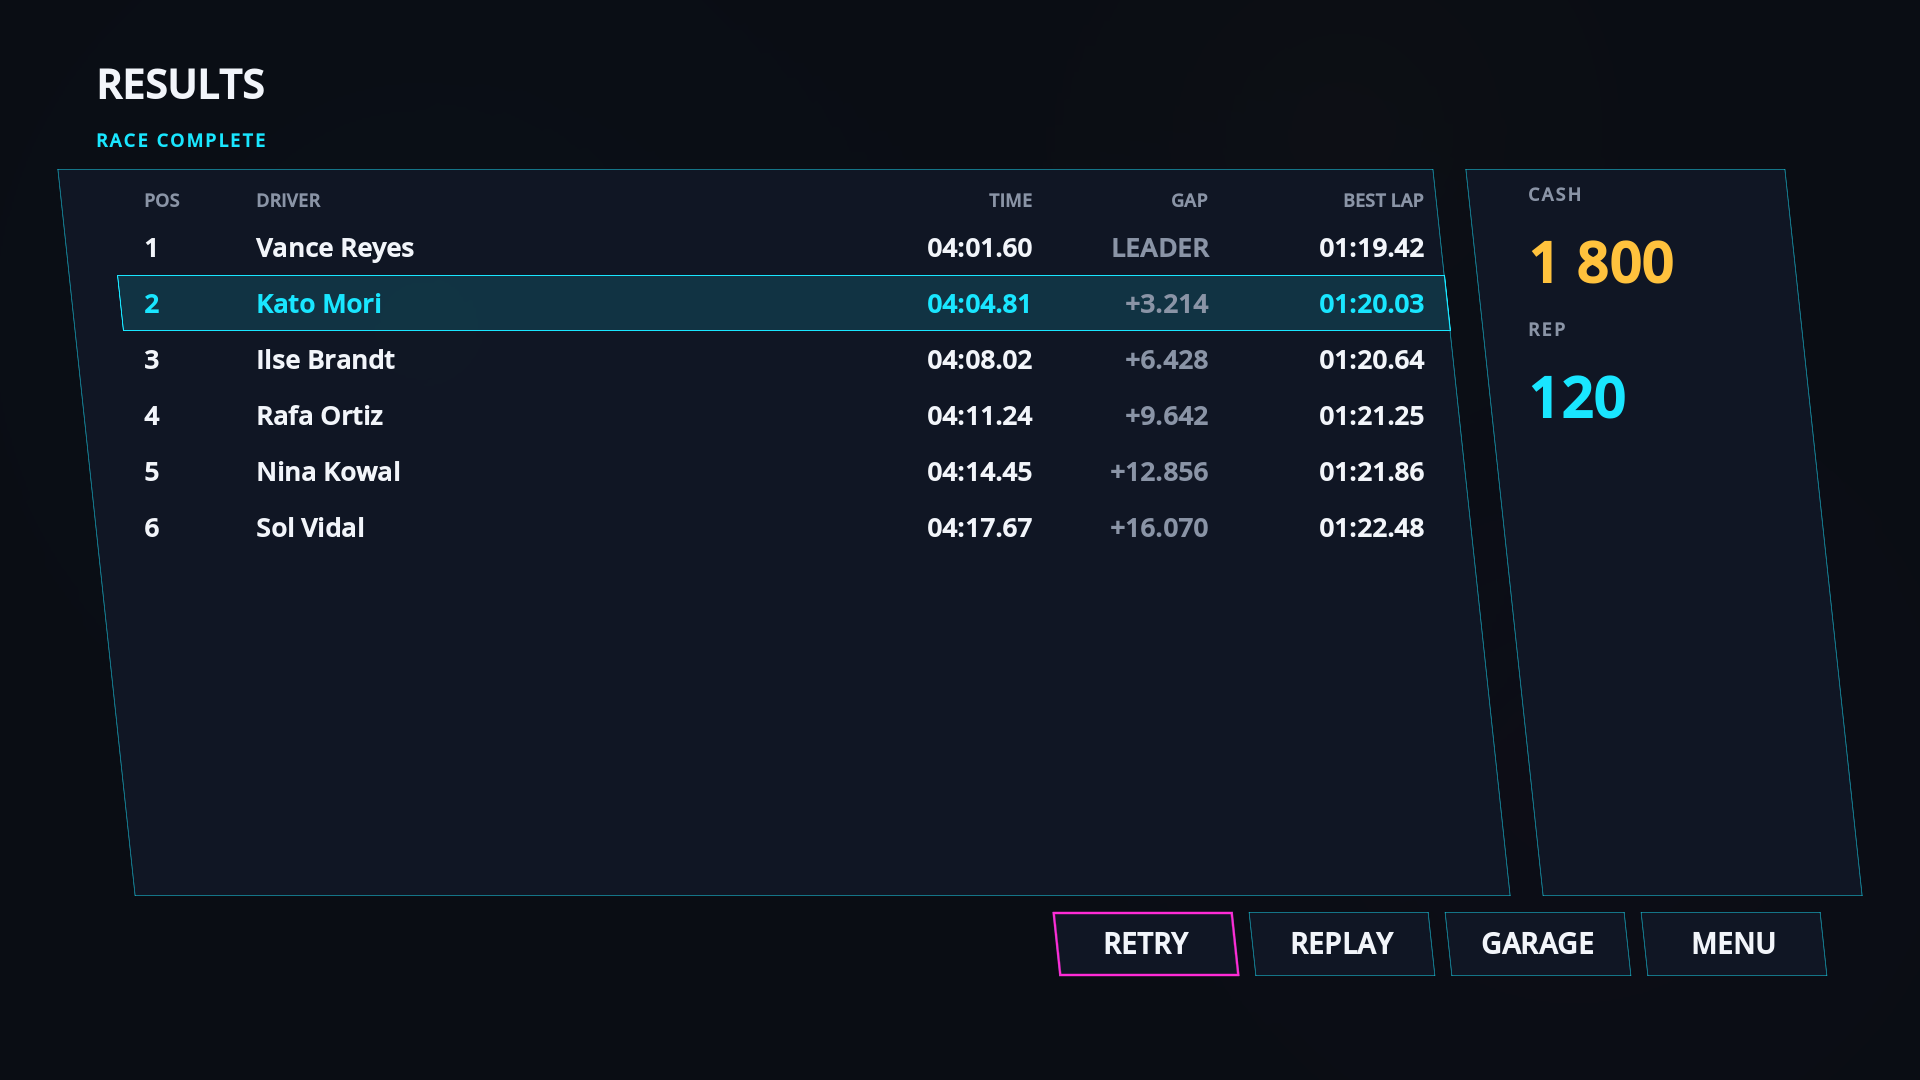 RESULTS
RACE COMPLETE
POS DRIVER TIME GAP BEST LAP
1 Vance Reyes 04:01.60 LEADER 01:19.42
2 Kato Mori 04:04.81 +3.214 01:20.03
3 Ilse Brandt 04:08.02 +6.428 01:20.64
4 Rafa Ortiz 04:11.24 +9.642 01:21.25
5 Nina Kowal 04:14.45 +12.856 01:21.86
6 Sol Vidal 04:17.67 +16.070 01:22.48
CASH
1 800
REP
120
RETRY REPLAY GARAGE MENU